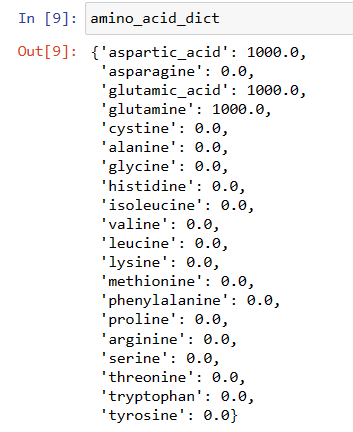 In [9]: amino_acid_dict
Out[9]: {'aspartic_acid': 1000.0,
'asparagine': 0.0,
'glutamic_acid': 1000.0,
'glutamine': 1000.0,
'cystine': 0.0,
'alanine': 0.0,
'glycine': 0.0,
'histidine': 0.0,
'isoleucine': 0.0,
'valine': 0.0,
'leucine': 0.0,
'lysine': 0.0,
'methionine': 0.0,
'phenylalanine': 0.0,
'proline': 0.0,
'arginine': 0.0,
'serine': 0.0,
'threonine': 0.0,
'tryptophan': 0.0,
'tyrosine': 0.0}